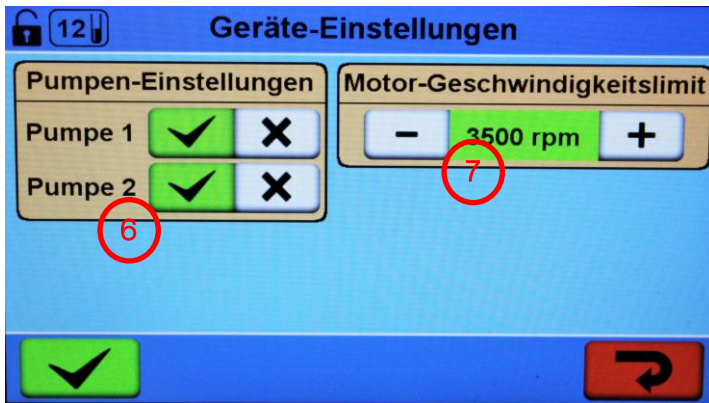 12
Geräte-Einstellungen
Pumpen-Einstellungen
Pumpe 1
Pumpe 2
6
Motor-Geschwindigkeitslimit
- 3500 rpm +
7